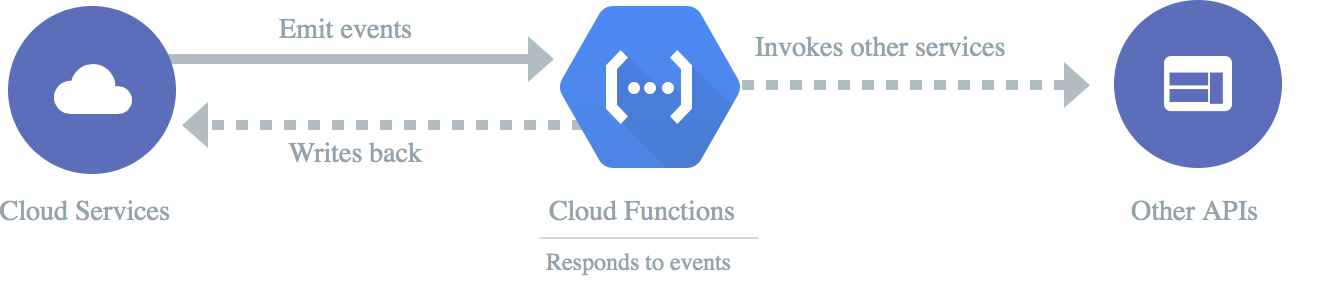 Emit events
Invokes other services
Writes back
Cloud Services
Cloud Functions
Other APIs
Responds to events